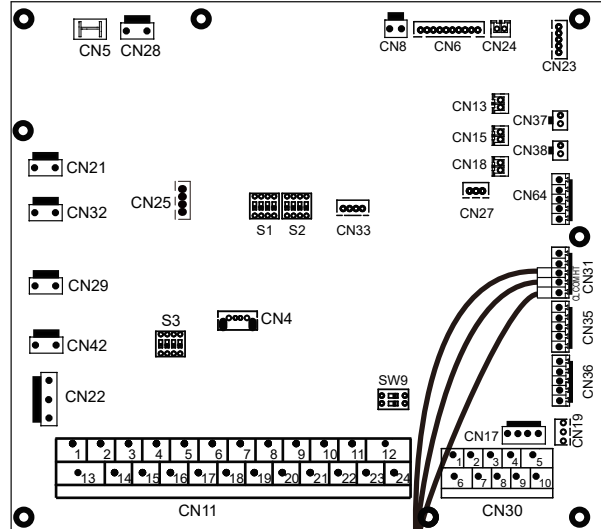 CN5
CN28
CN8
CN6
CN24
CN23
CN13
CN37
CN15
CN38
CN18
CN21
CN64
CN25
CN32
CN27
S1
S2
CN33
CN31
CL COM HT
CN29
S3
CN4
CN35
CN42
SW9
CN36
CN22
CN17
CN19
1 2 3 4 5 6 7 8 9 10 11 12
13 14 15 16 17 18 19 20 21 22 23 24
CN11
1 2 3 4 5
6 7 8 9 10
CN30